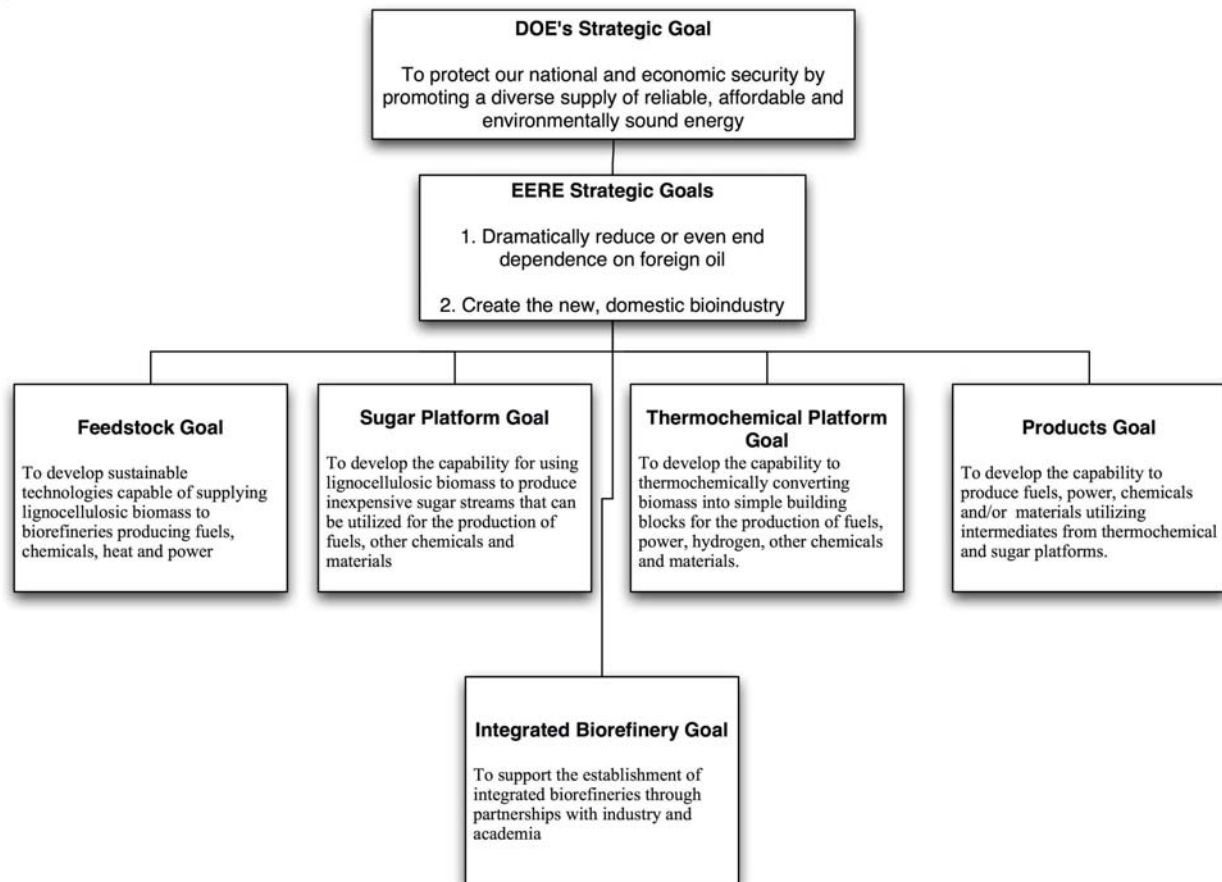 DOE's Strategic Goal
To protect our national and economic security by
promoting a diverse supply of reliable, affordable and
environmentally sound energy
EERE Strategic Goals
1. Dramatically reduce or even end
dependence on foreign oil
2. Create the new, domestic bioindustry
Feedstock Goal
To develop sustainable
technologies capable of supplying
lignocellulosic biomass to
biorefineries producing fuels,
chemicals, heat and power
Sugar Platform Goal
To develop the capability for using
lignocellulosic biomass to produce
inexpensive sugar streams that can
be utilized for the production of
fuels, other chemicals and
materials
Thermochemical Platform
Goal
To develop the capability to
thermochemically converting
biomass into simple building
blocks for the production of fuels,
power, hydrogen, other chemicals
and materials.
Products Goal
To develop the capability to
produce fuels, power, chemicals
and/or materials utilizing
intermediates from thermochemical
and sugar platforms.
Integrated Biorefinery Goal
To support the establishment of
integrated biorefineries through
partnerships with industry and
academia